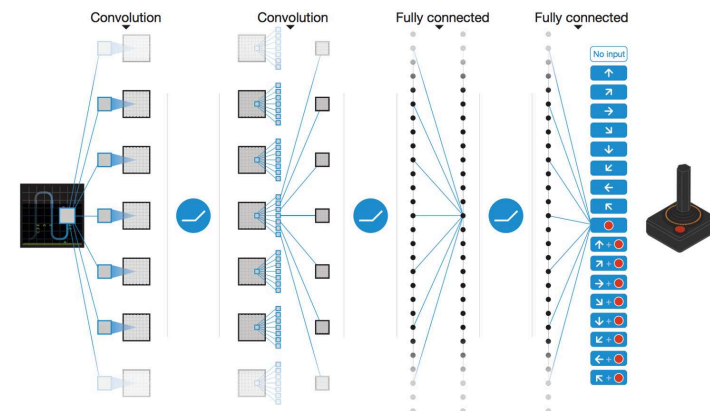 Convolution
Convolution
Fully connected
Fully connected
No input
+
+
+
+
+
+
+
+